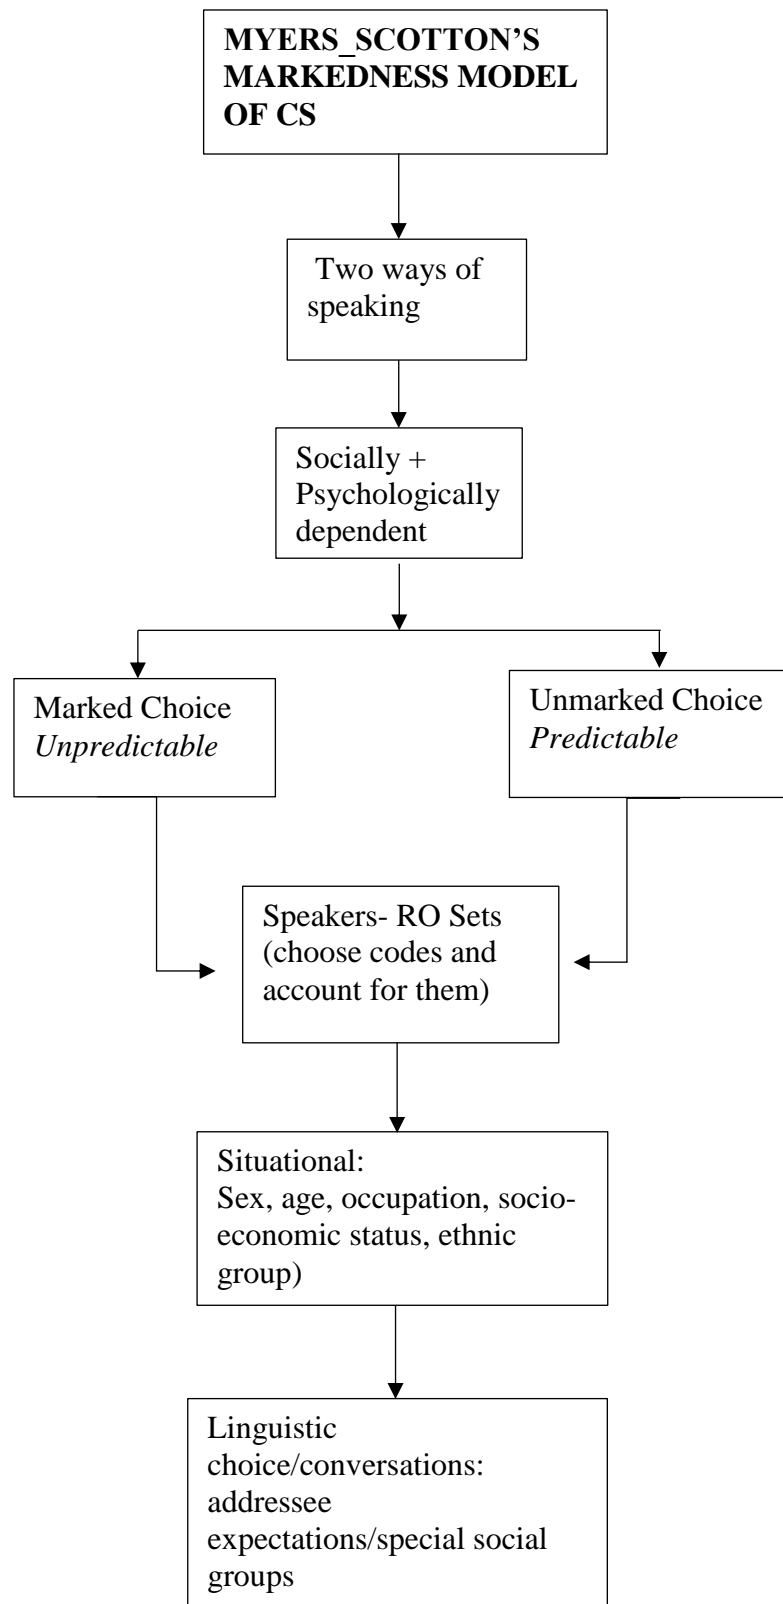 MYERS_SCOTTON'S
MARKEDNESS MODEL
OF CS
Two ways of
speaking
Socially +
Psychologically
dependent
Marked Choice
Unpredictable
Unmarked Choice
Predictable
Speakers- RO Sets
(choose codes and
account for them)
Situational:
Sex, age, occupation, socio-
economic status, ethnic
group)
Linguistic
choice/conversations:
addressee
expectations/special social
groups